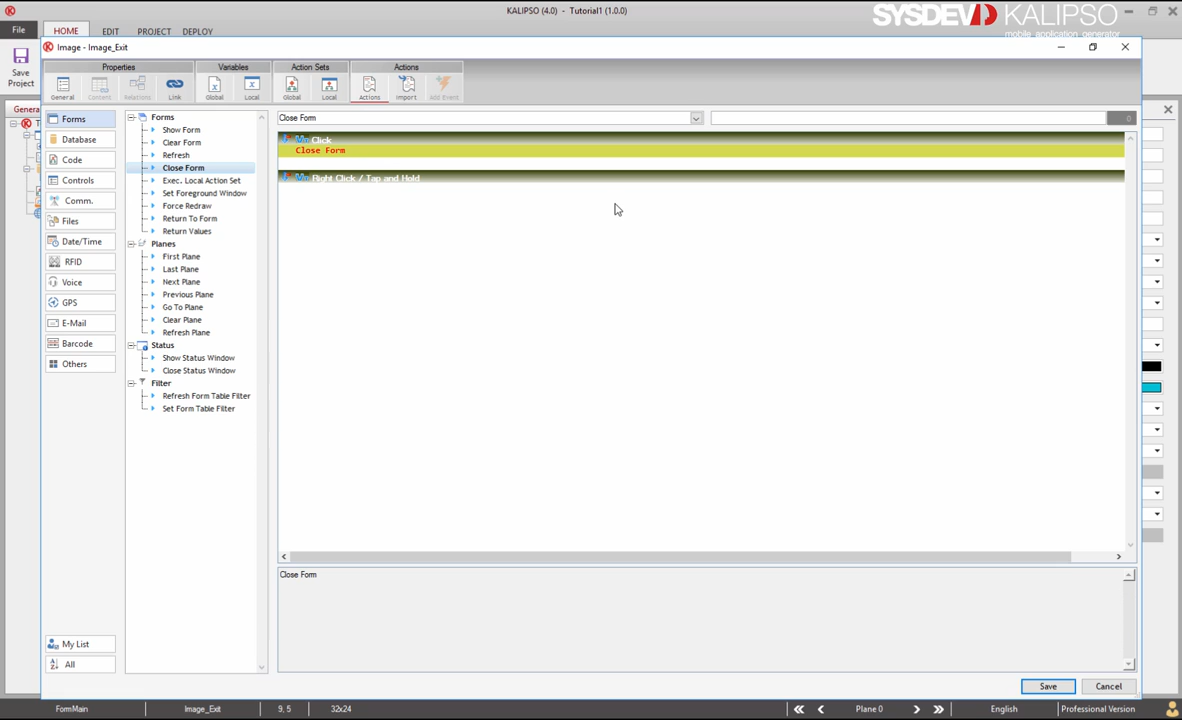 KALIPSO (4.0) - Tutorial1 (1.0.0)
SYSDEV KALIPSO
mobile application generator
File
HOME
EDIT
PROJECT
DEPLOY
Save
Project
Image - Image_Exit
Properties
Variables
Action Sets
Actions
General
Content
Relations
Link
Global
Local
Global
Local
Actions
Import
Add Event
Genera
Forms
Database
Code
Controls
Comm.
Files
Date/Time
RFID
Voice
GPS
E-Mail
Barcode
Others
My List
All
Forms
Show Form
Clear Form
Refresh
Close Form
Exec. Local Action Set
Set Foreground Window
Force Redraw
Return To Form
Return Values
Planes
First Plane
Last Plane
Next Plane
Previous Plane
Go To Plane
Clear Plane
Refresh Plane
Status
Show Status Window
Close Status Window
Filter
Refresh Form Table Filter
Set Form Table Filter
Close Form
0
Click
Close Form
Right Click / Tap and Hold
Close Form
Save
Cancel
FormMain
Image_Exit
9, 5
32x24
Plane 0
English
Professional Version